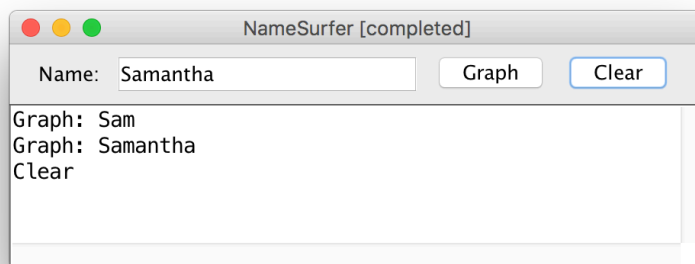 NameSurfer [completed]
Name: Samantha Graph Clear
Graph: Sam
Graph: Samantha
Clear